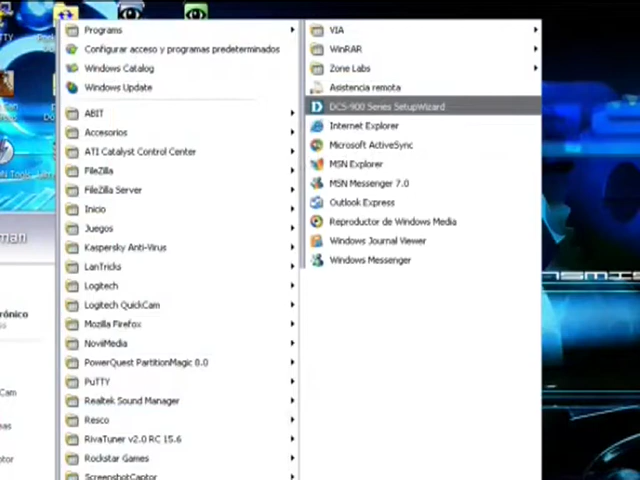 Programs
Configurar acceso y programas predeterminados
Windows Catalog
Windows Update
ABIT
Accesorios
ATI Catalyst Control Center
FileZilla
FileZilla Server
Inicio
Juegos
Kaspersky Anti-Virus
LanTricks
Logitech
Logitech QuickCam
Mozilla Firefox
NoviiMedia
PowerQuest PartitionMagic 8.0
PuTTY
Realtek Sound Manager
Resco
RivaTuner v2.0 RC 15.6
Rockstar Games
ScreenshotCaptor
VIA
WinRAR
Zone Labs
Asistencia remota
DCS-900 Series SetupWizard
Internet Explorer
Microsoft ActiveSync
MSN Explorer
MSN Messenger 7.0
Outlook Express
Reproductor de Windows Media
Windows Journal Viewer
Windows Messenger